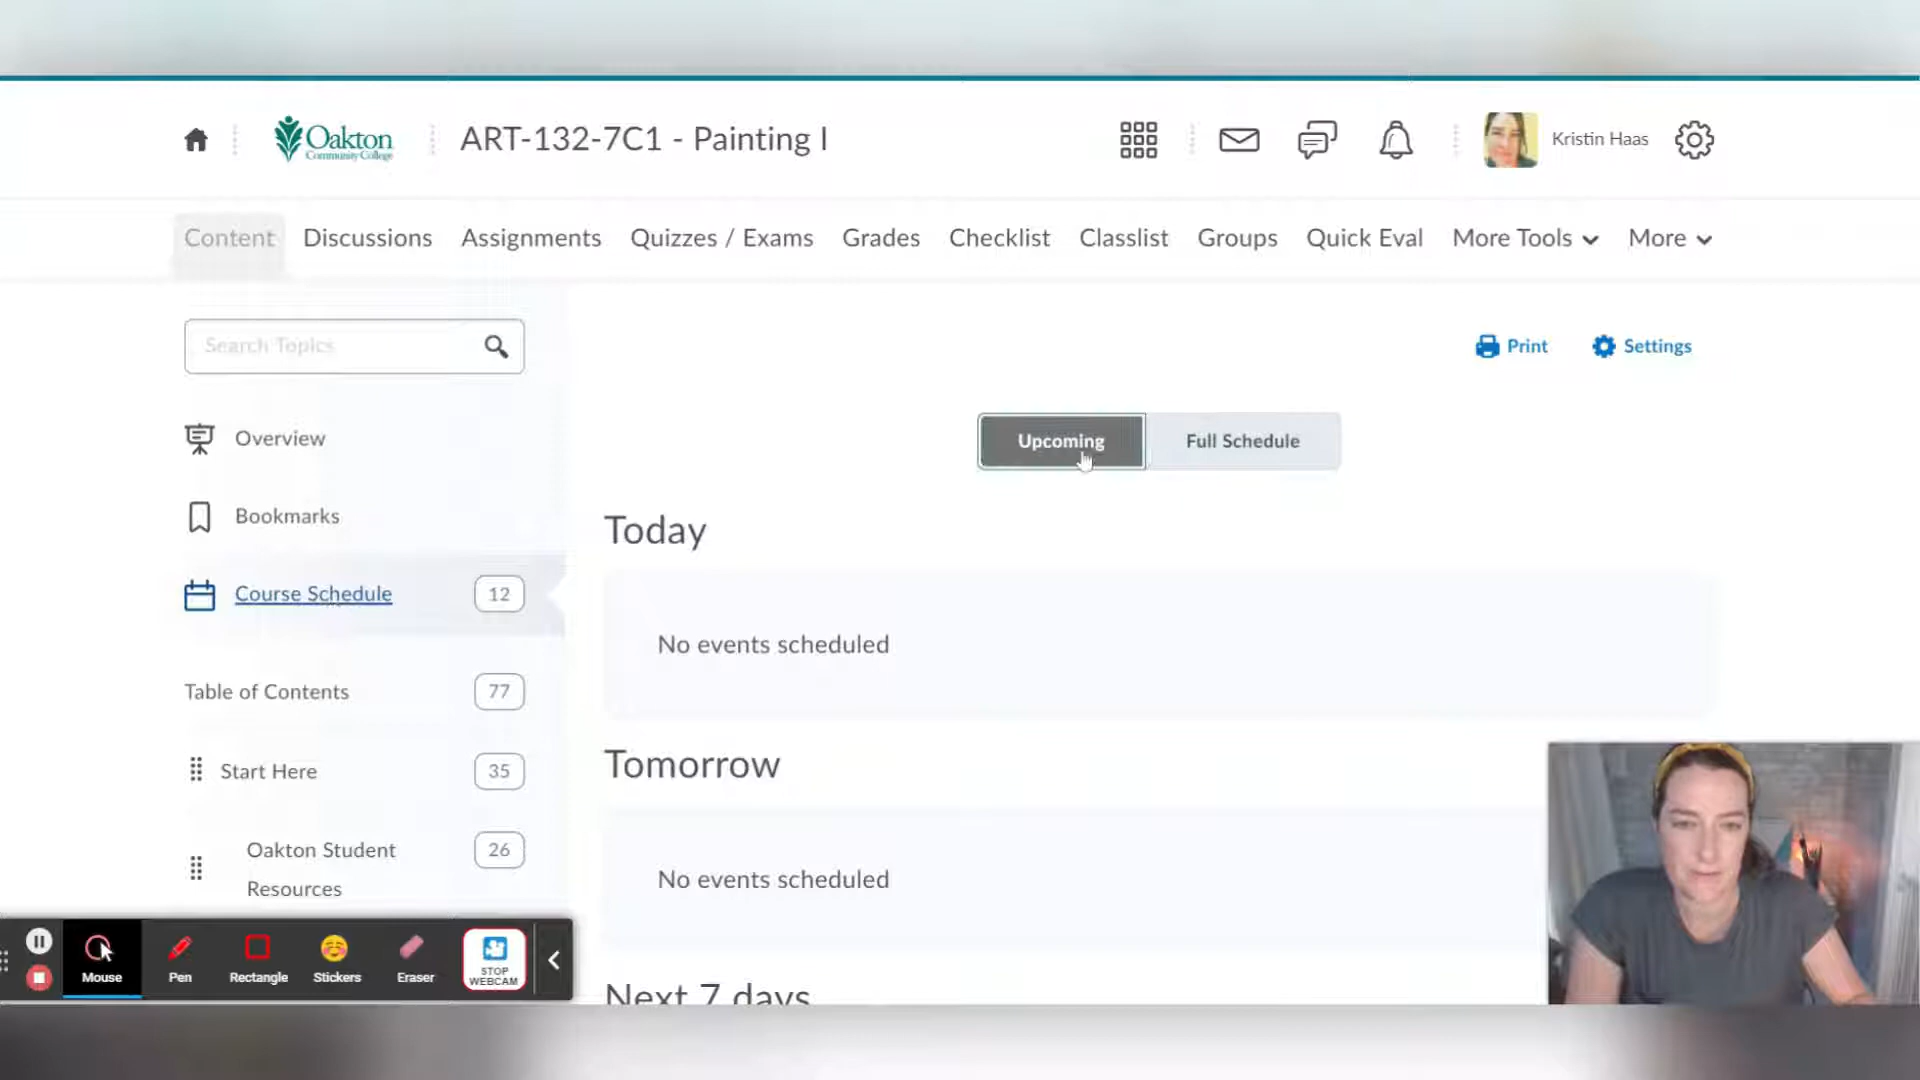 Oakton
Community College
ART-132-7C1 - Painting I
Kristin Haas
Content
Discussions
Assignments
Quizzes / Exams
Grades
Checklist
Classlist
Groups
Quick Eval
More Tools
More
Search Topics
Print
Settings
Overview
Upcoming
Full Schedule
Bookmarks
Today
Course Schedule
12
No events scheduled
Table of Contents
77
Start Here
35
Tomorrow
Oakton Student
Resources
26
No events scheduled
Next 7 days
Mouse
Pen
Rectangle
Stickers
Eraser
STOP
WEBCAM